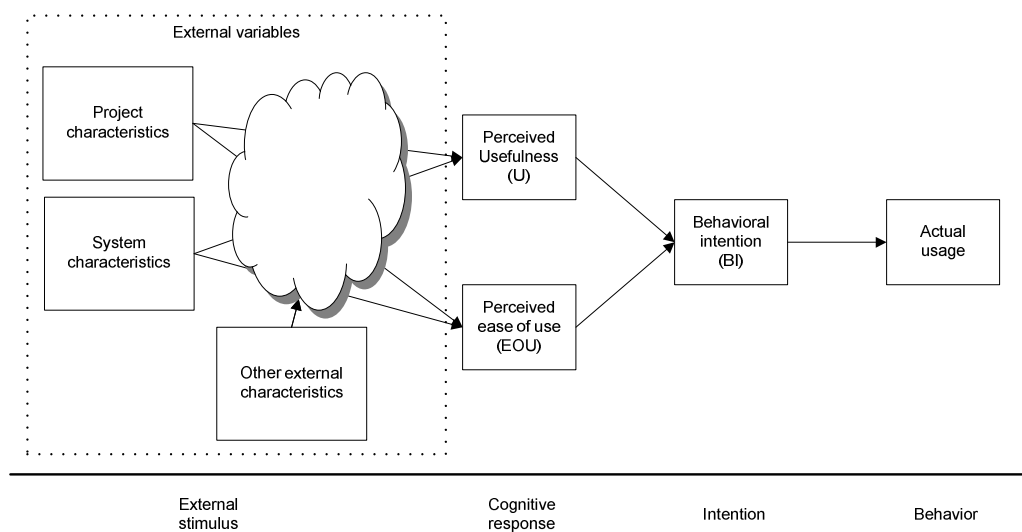 External variables
Project
characteristics
System
characteristics
Other external
characteristics
Perceived
Usefulness
(U)
Perceived
ease of use
(EOU)
Behavioral
intention
(BI)
Actual
usage
External
stimulus
Cognitive
response
Intention
Behavior